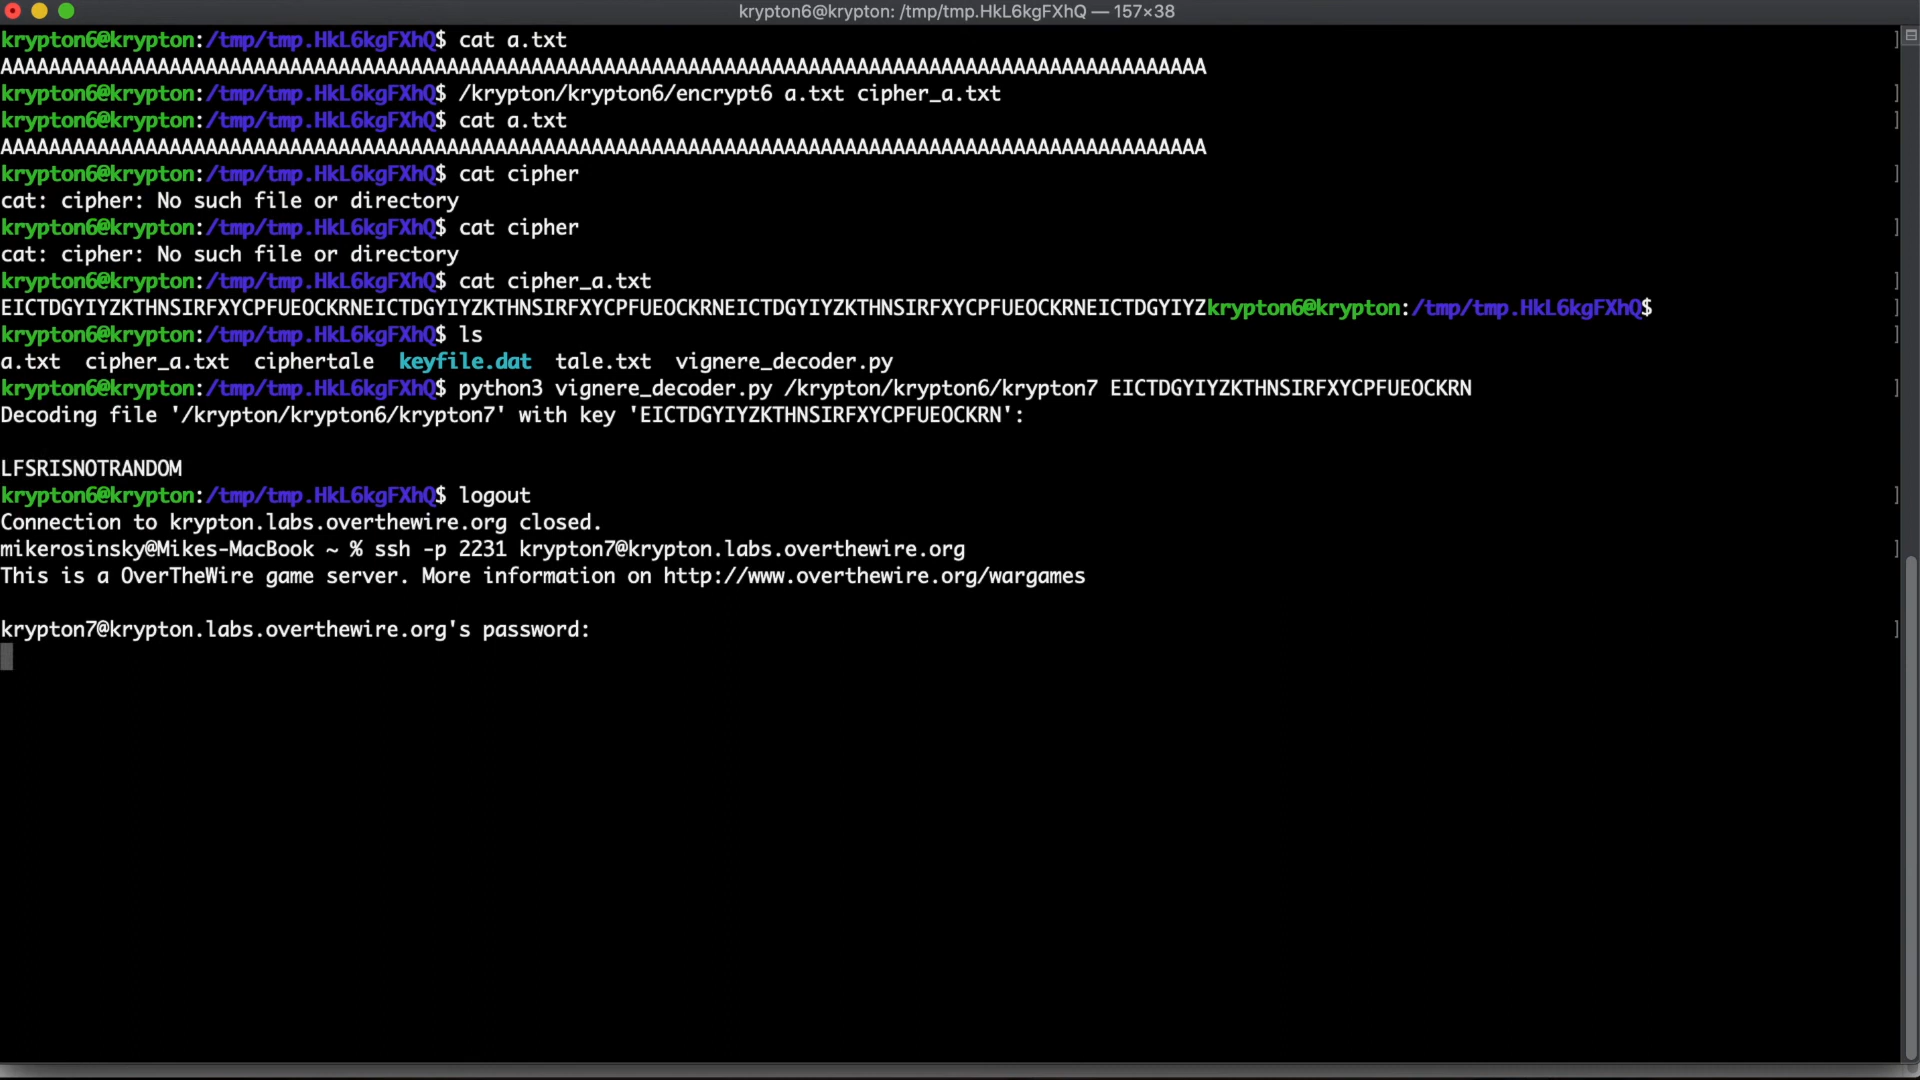 krypton6@krypton: /tmp/tmp.HkL6kgFXhQ — 157×38
krypton6@krypton:/tmp/tmp.HkL6kgFXhQ$ cat a.txt
AAAAAAAAAAAAAAAAAAAAAAAAAAAAAAAAAAAAAAAAAAAAAAAAAAAAAAAAAAAAAAAAAAAAAAAAAAAAAAAAAAAAAAAAAAAAAAAAAAAA
krypton6@krypton:/tmp/tmp.HkL6kgFXhQ$ /krypton/krypton6/encrypt6 a.txt cipher_a.txt
krypton6@krypton:/tmp/tmp.HkL6kgFXhQ$ cat a.txt
AAAAAAAAAAAAAAAAAAAAAAAAAAAAAAAAAAAAAAAAAAAAAAAAAAAAAAAAAAAAAAAAAAAAAAAAAAAAAAAAAAAAAAAAAAAAAAAAAAAA
krypton6@krypton:/tmp/tmp.HkL6kgFXhQ$ cat cipher
cat: cipher: No such file or directory
krypton6@krypton:/tmp/tmp.HkL6kgFXhQ$ cat cipher
cat: cipher: No such file or directory
krypton6@krypton:/tmp/tmp.HkL6kgFXhQ$ cat cipher_a.txt
EICTDGYIYZKTHNSIRFXYCPFUEOCKRNEICTDGYIYZKTHNSIRFXYCPFUEOCKRNEICTDGYIYZKTHNSIRFXYCPFUEOCKRNEICTDGYIYZkrypton6@krypton:/tmp/tmp.HkL6kgFXhQ$
krypton6@krypton:/tmp/tmp.HkL6kgFXhQ$ ls
a.txt  cipher_a.txt  ciphertale  keyfile.dat  tale.txt  vignere_decoder.py
krypton6@krypton:/tmp/tmp.HkL6kgFXhQ$ python3 vignere_decoder.py /krypton/krypton6/krypton7 EICTDGYIYZKTHNSIRFXYCPFUEOCKRN
Decoding file '/krypton/krypton6/krypton7' with key 'EICTDGYIYZKTHNSIRFXYCPFUEOCKRN':
LFSRISNOTRANDOM
krypton6@krypton:/tmp/tmp.HkL6kgFXhQ$ logout
Connection to krypton.labs.overthewire.org closed.
mikerosinsky@Mikes-MacBook ~ % ssh -p 2231 krypton7@krypton.labs.overthewire.org
This is a OverTheWire game server. More information on http://www.overthewire.org/wargames
krypton7@krypton.labs.overthewire.org's password: